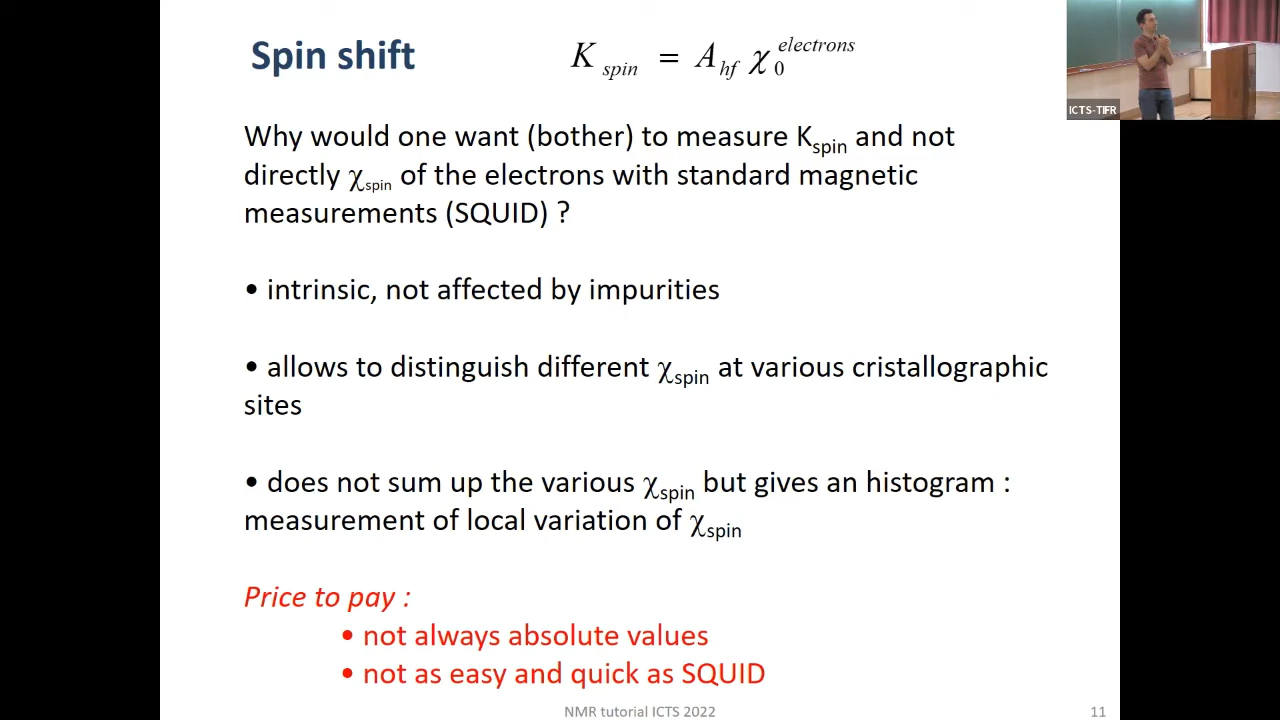 Spin shift
K spin = A hf χ 0 electrons
Why would one want (bother) to measure Kspin and not
directly χspin of the electrons with standard magnetic
measurements (SQUID) ?
• intrinsic, not affected by impurities
• allows to distinguish different χspin at various cristallographic
sites
• does not sum up the various χspin but gives an histogram :
measurement of local variation of χspin
Price to pay :
• not always absolute values
• not as easy and quick as SQUID
NMR tutorial ICTS 2022
11
ICTS-TIFR